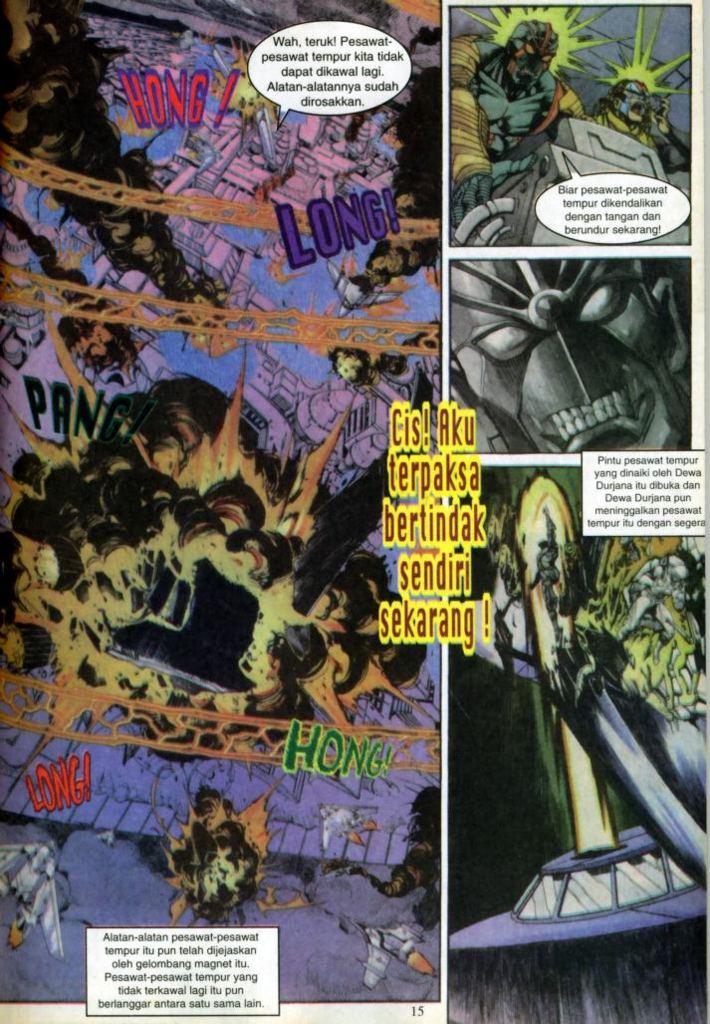 Wah, teruk! Pesawat-
pesawat tempur kita tidak
dapat dikawal lagi.
Alatan-alatannya sudah
dirosakkan.
HONG!
LONG!
PANG!
HONG!
LONG!
Alatan-alatan pesawat-pesawat
tempur itu pun telah dijejaskan
oleh gelombang magnet itu.
Pesawat-pesawat tempur yang
tidak terkawal lagi itu pun
berlanggar antara satu sama lain.
Biar pesawat-pesawat
tempur dikendalikan
dengan tangan dan
berundur sekarang!
Cis! Aku
terpaksa
bertindak
sendiri
sekarang !
Pintu pesawat tempur
yang dinaiki oleh Dewa
Durjana itu dibuka dan
Dewa Durjana pun
meninggalkan pesawat
tempur itu dengan segera
15